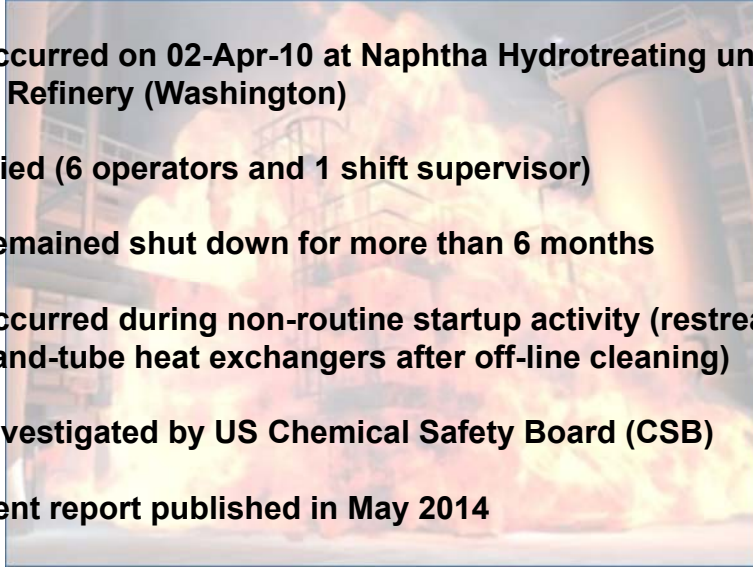 ccurred on 02-Apr-10 at Naphtha Hydrotreating un
Refinery (Washington)
ied (6 operators and 1 shift supervisor)
emained shut down for more than 6 months
ccurred during non-routine startup activity (restrea
and-tube heat exchangers after off-line cleaning)
vestigated by US Chemical Safety Board (CSB)
ent report published in May 2014